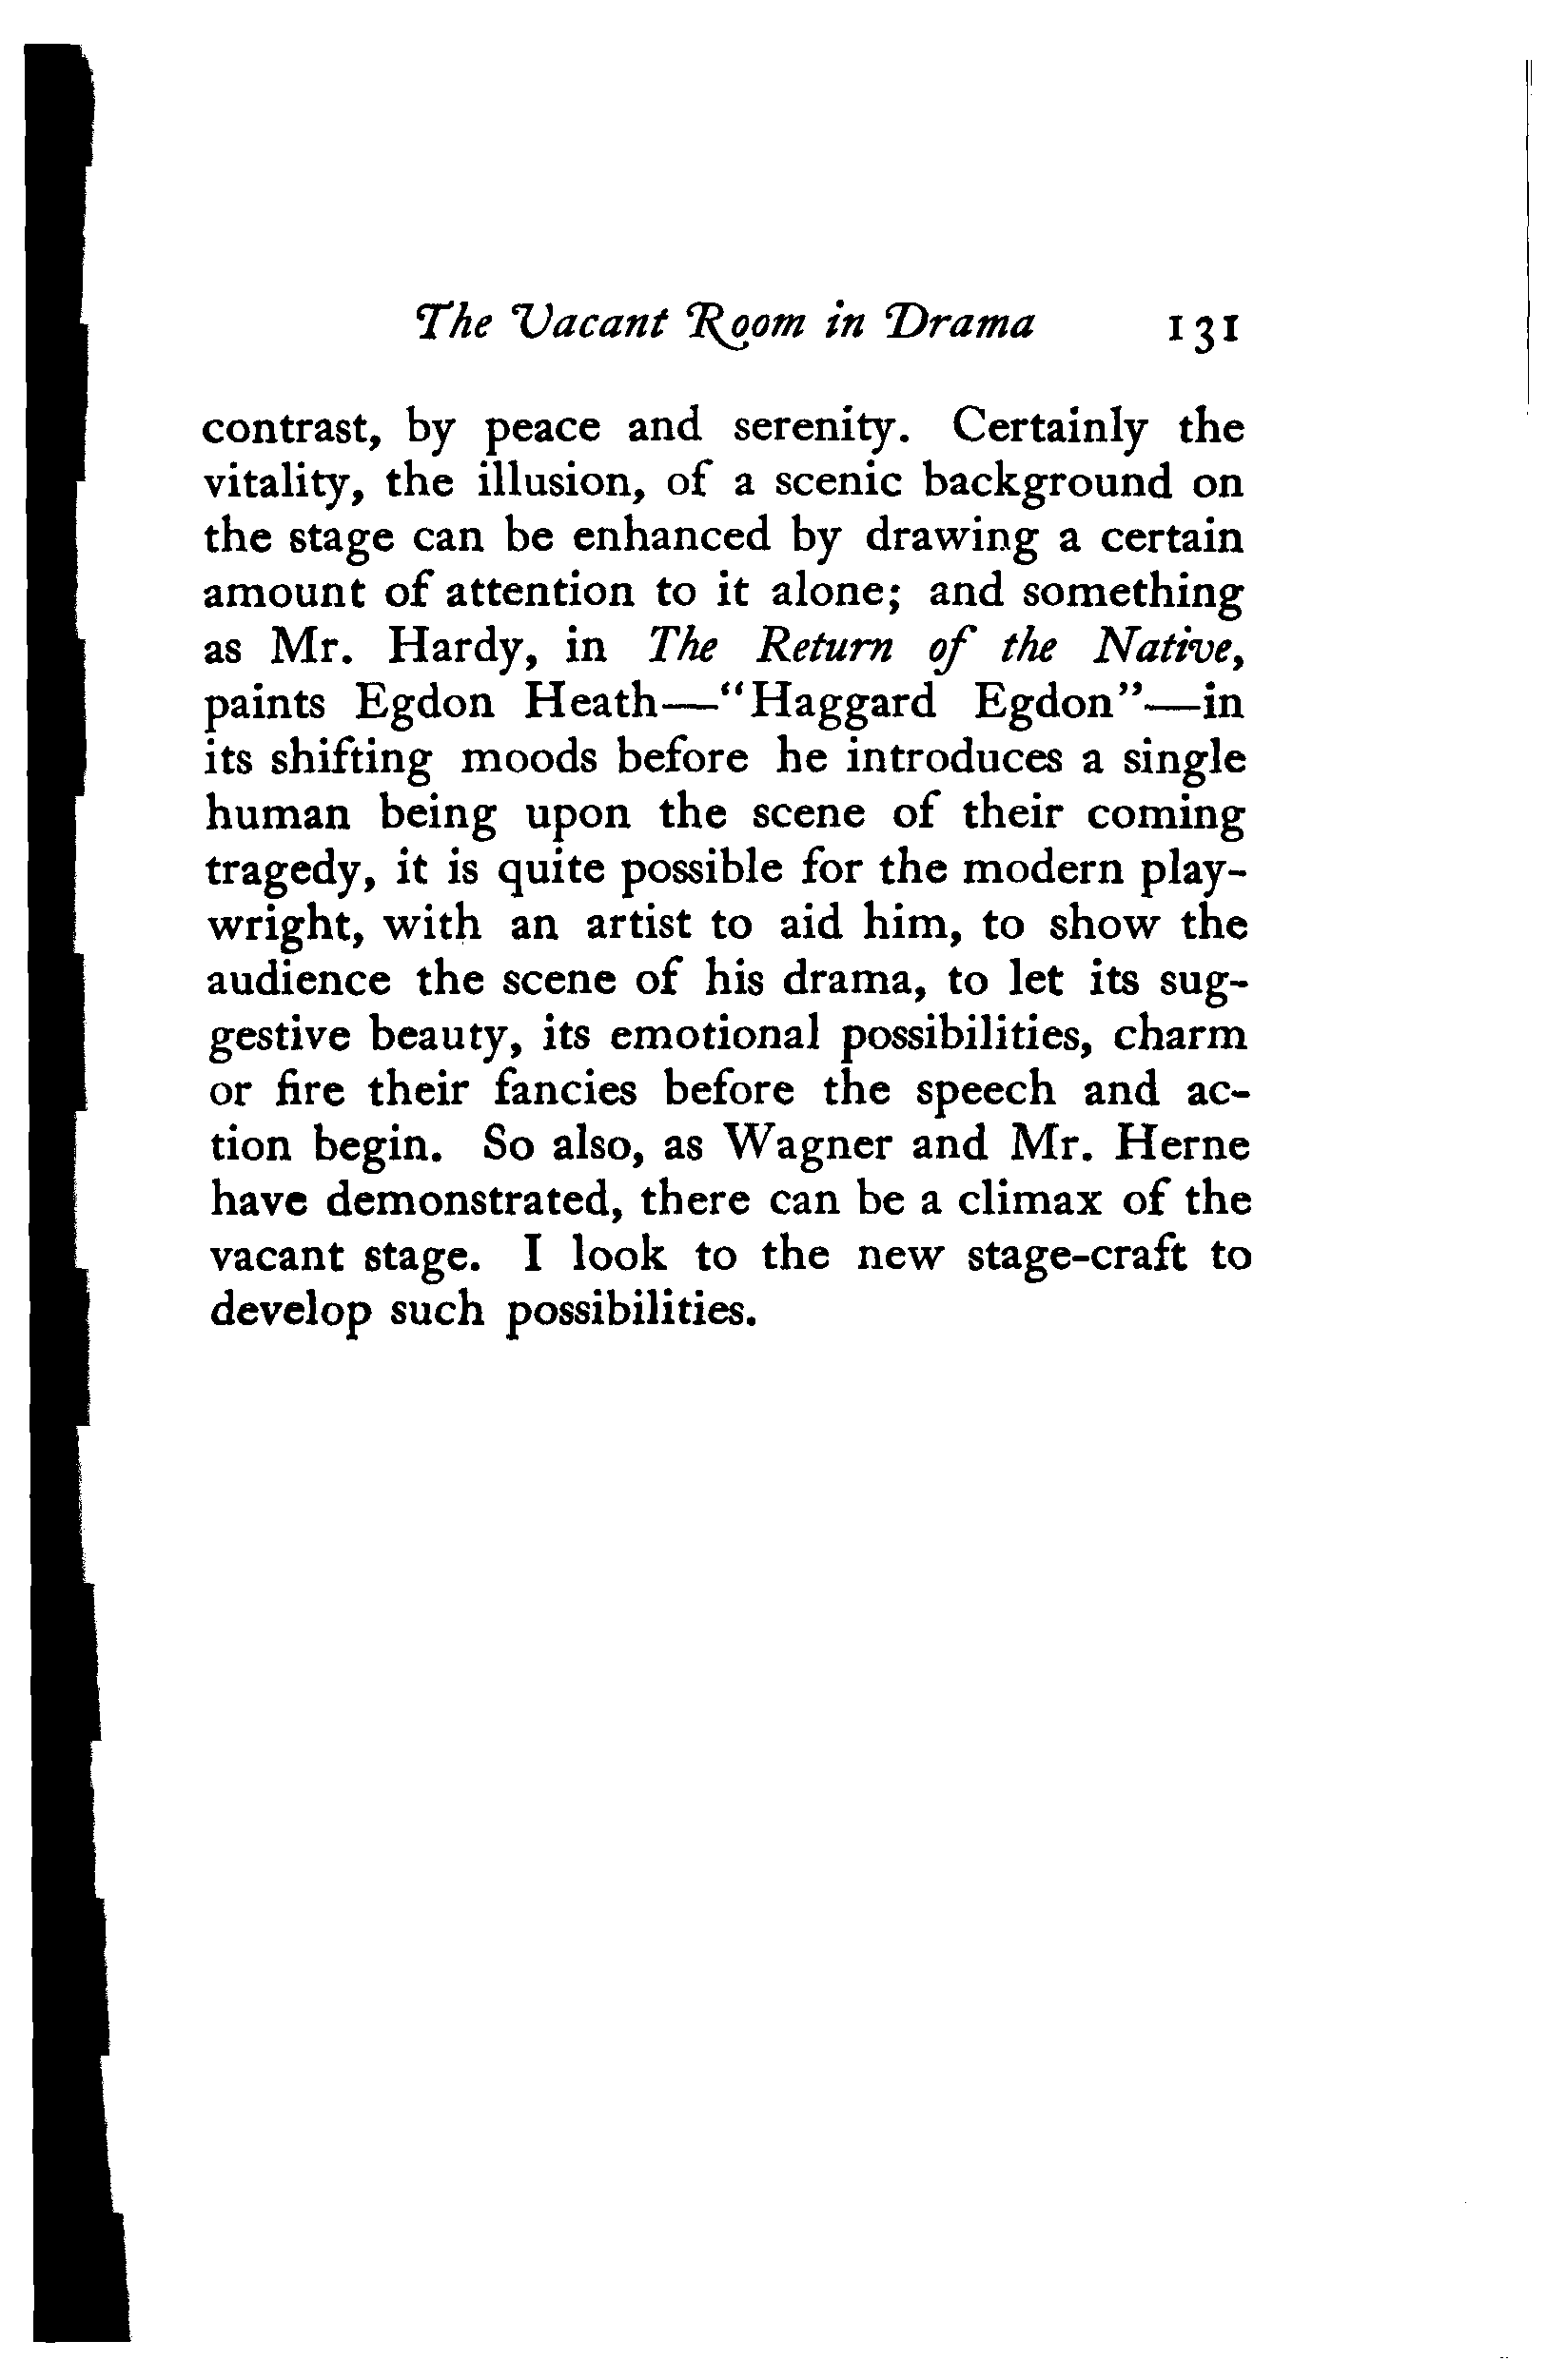 The Vacant Room in Drama 131
contrast, by peace and serenity. Certainly the
vitality, the illusion, of a scenic background on
the stage can be enhanced by drawing a certain
amount of attention to it alone; and something
as Mr. Hardy, in The Return of the Native,
paints Egdon Heath—"Haggard Egdon"—in
its shifting moods before he introduces a single
human being upon the scene of their coming
tragedy, it is quite possible for the modern play-
wright, with an artist to aid him, to show the
audience the scene of his drama, to let its sug-
gestive beauty, its emotional possibilities, charm
or fire their fancies before the speech and ac-
tion begin. So also, as Wagner and Mr. Herne
have demonstrated, there can be a climax of the
vacant stage. I look to the new stage-craft to
develop such possibilities.